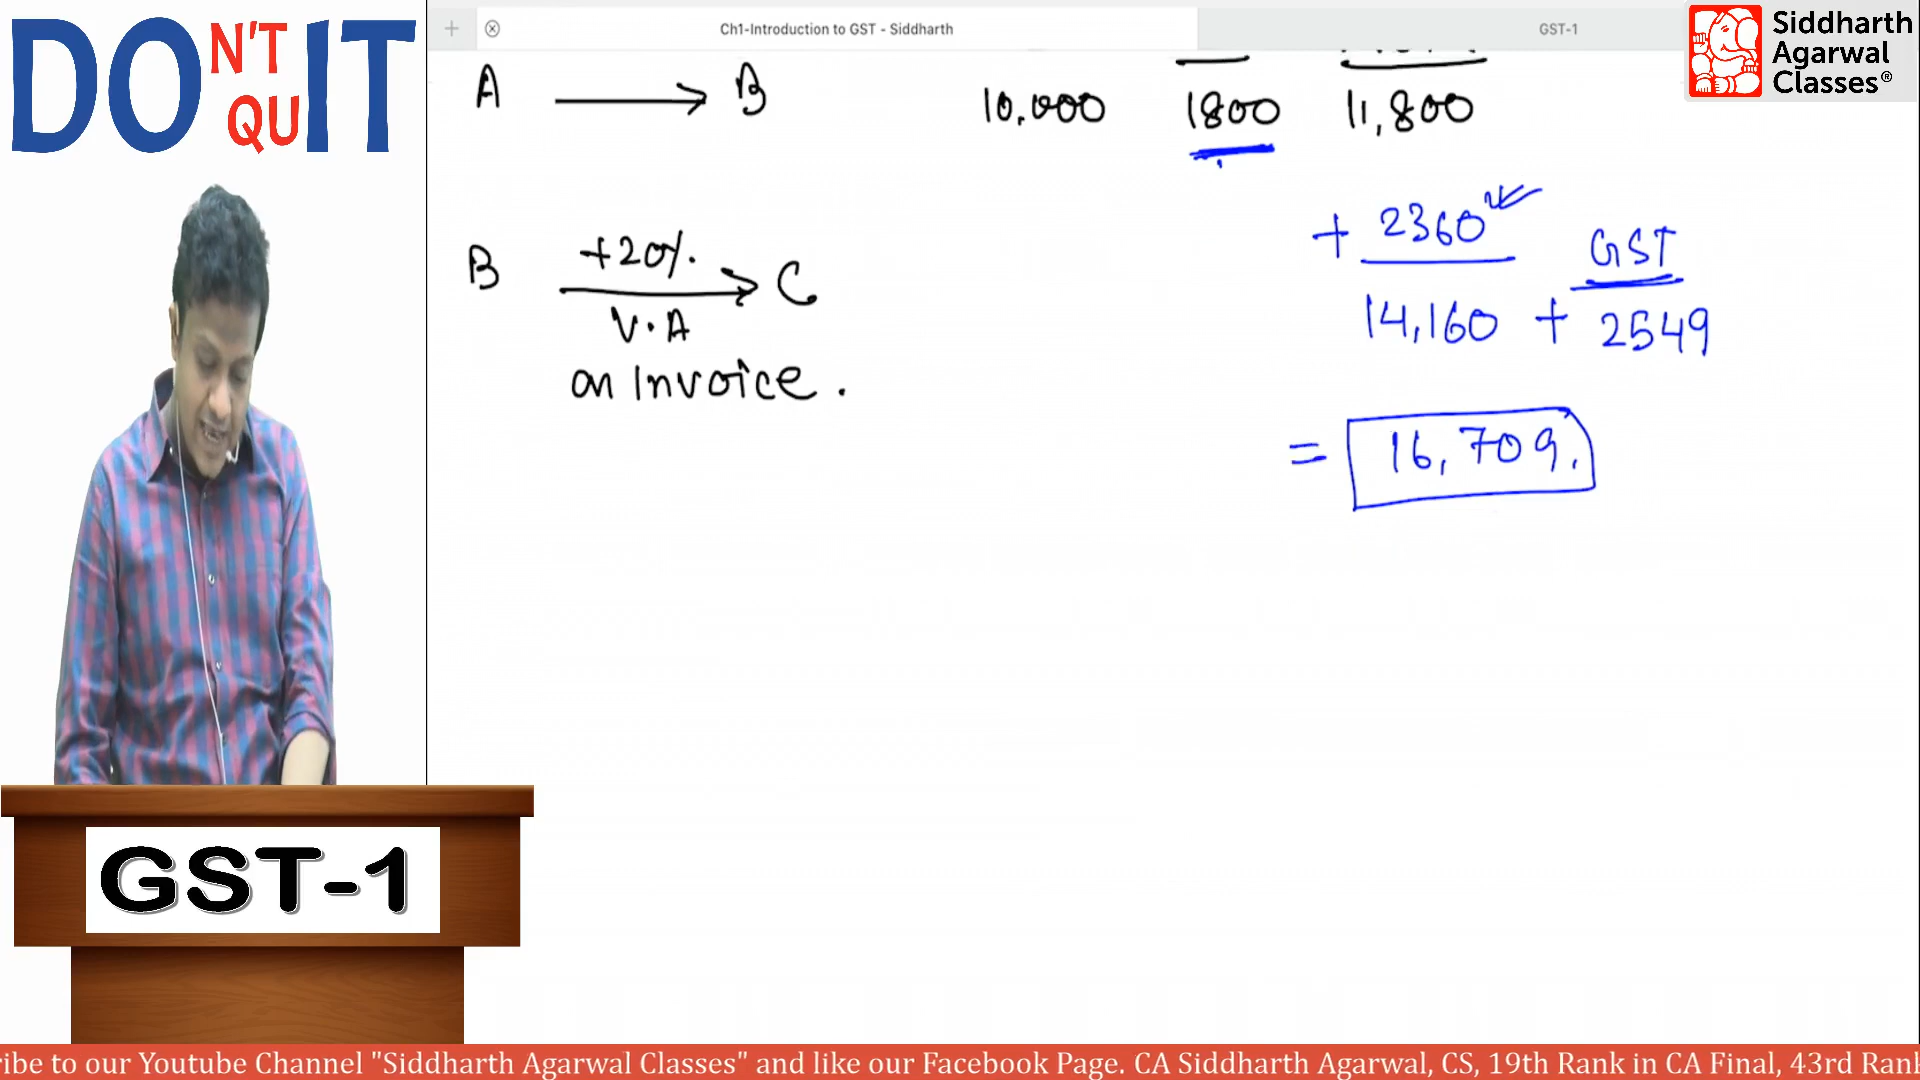 DON'T QUIT
Ch1-Introduction to GST - Siddharth
GST-1
Siddharth
Agarwal
Classes®
A → B 10,000 1800 11,800
+ 2360
GST
B +20% → C
V.A
on Invoice.
14,160 + 2549
= 16,709.
GST-1
ribe to our Youtube Channel "Siddharth Agarwal Classes" and like our Facebook Page. CA Siddharth Agarwal, CS, 19th Rank in CA Final, 43rd Rank